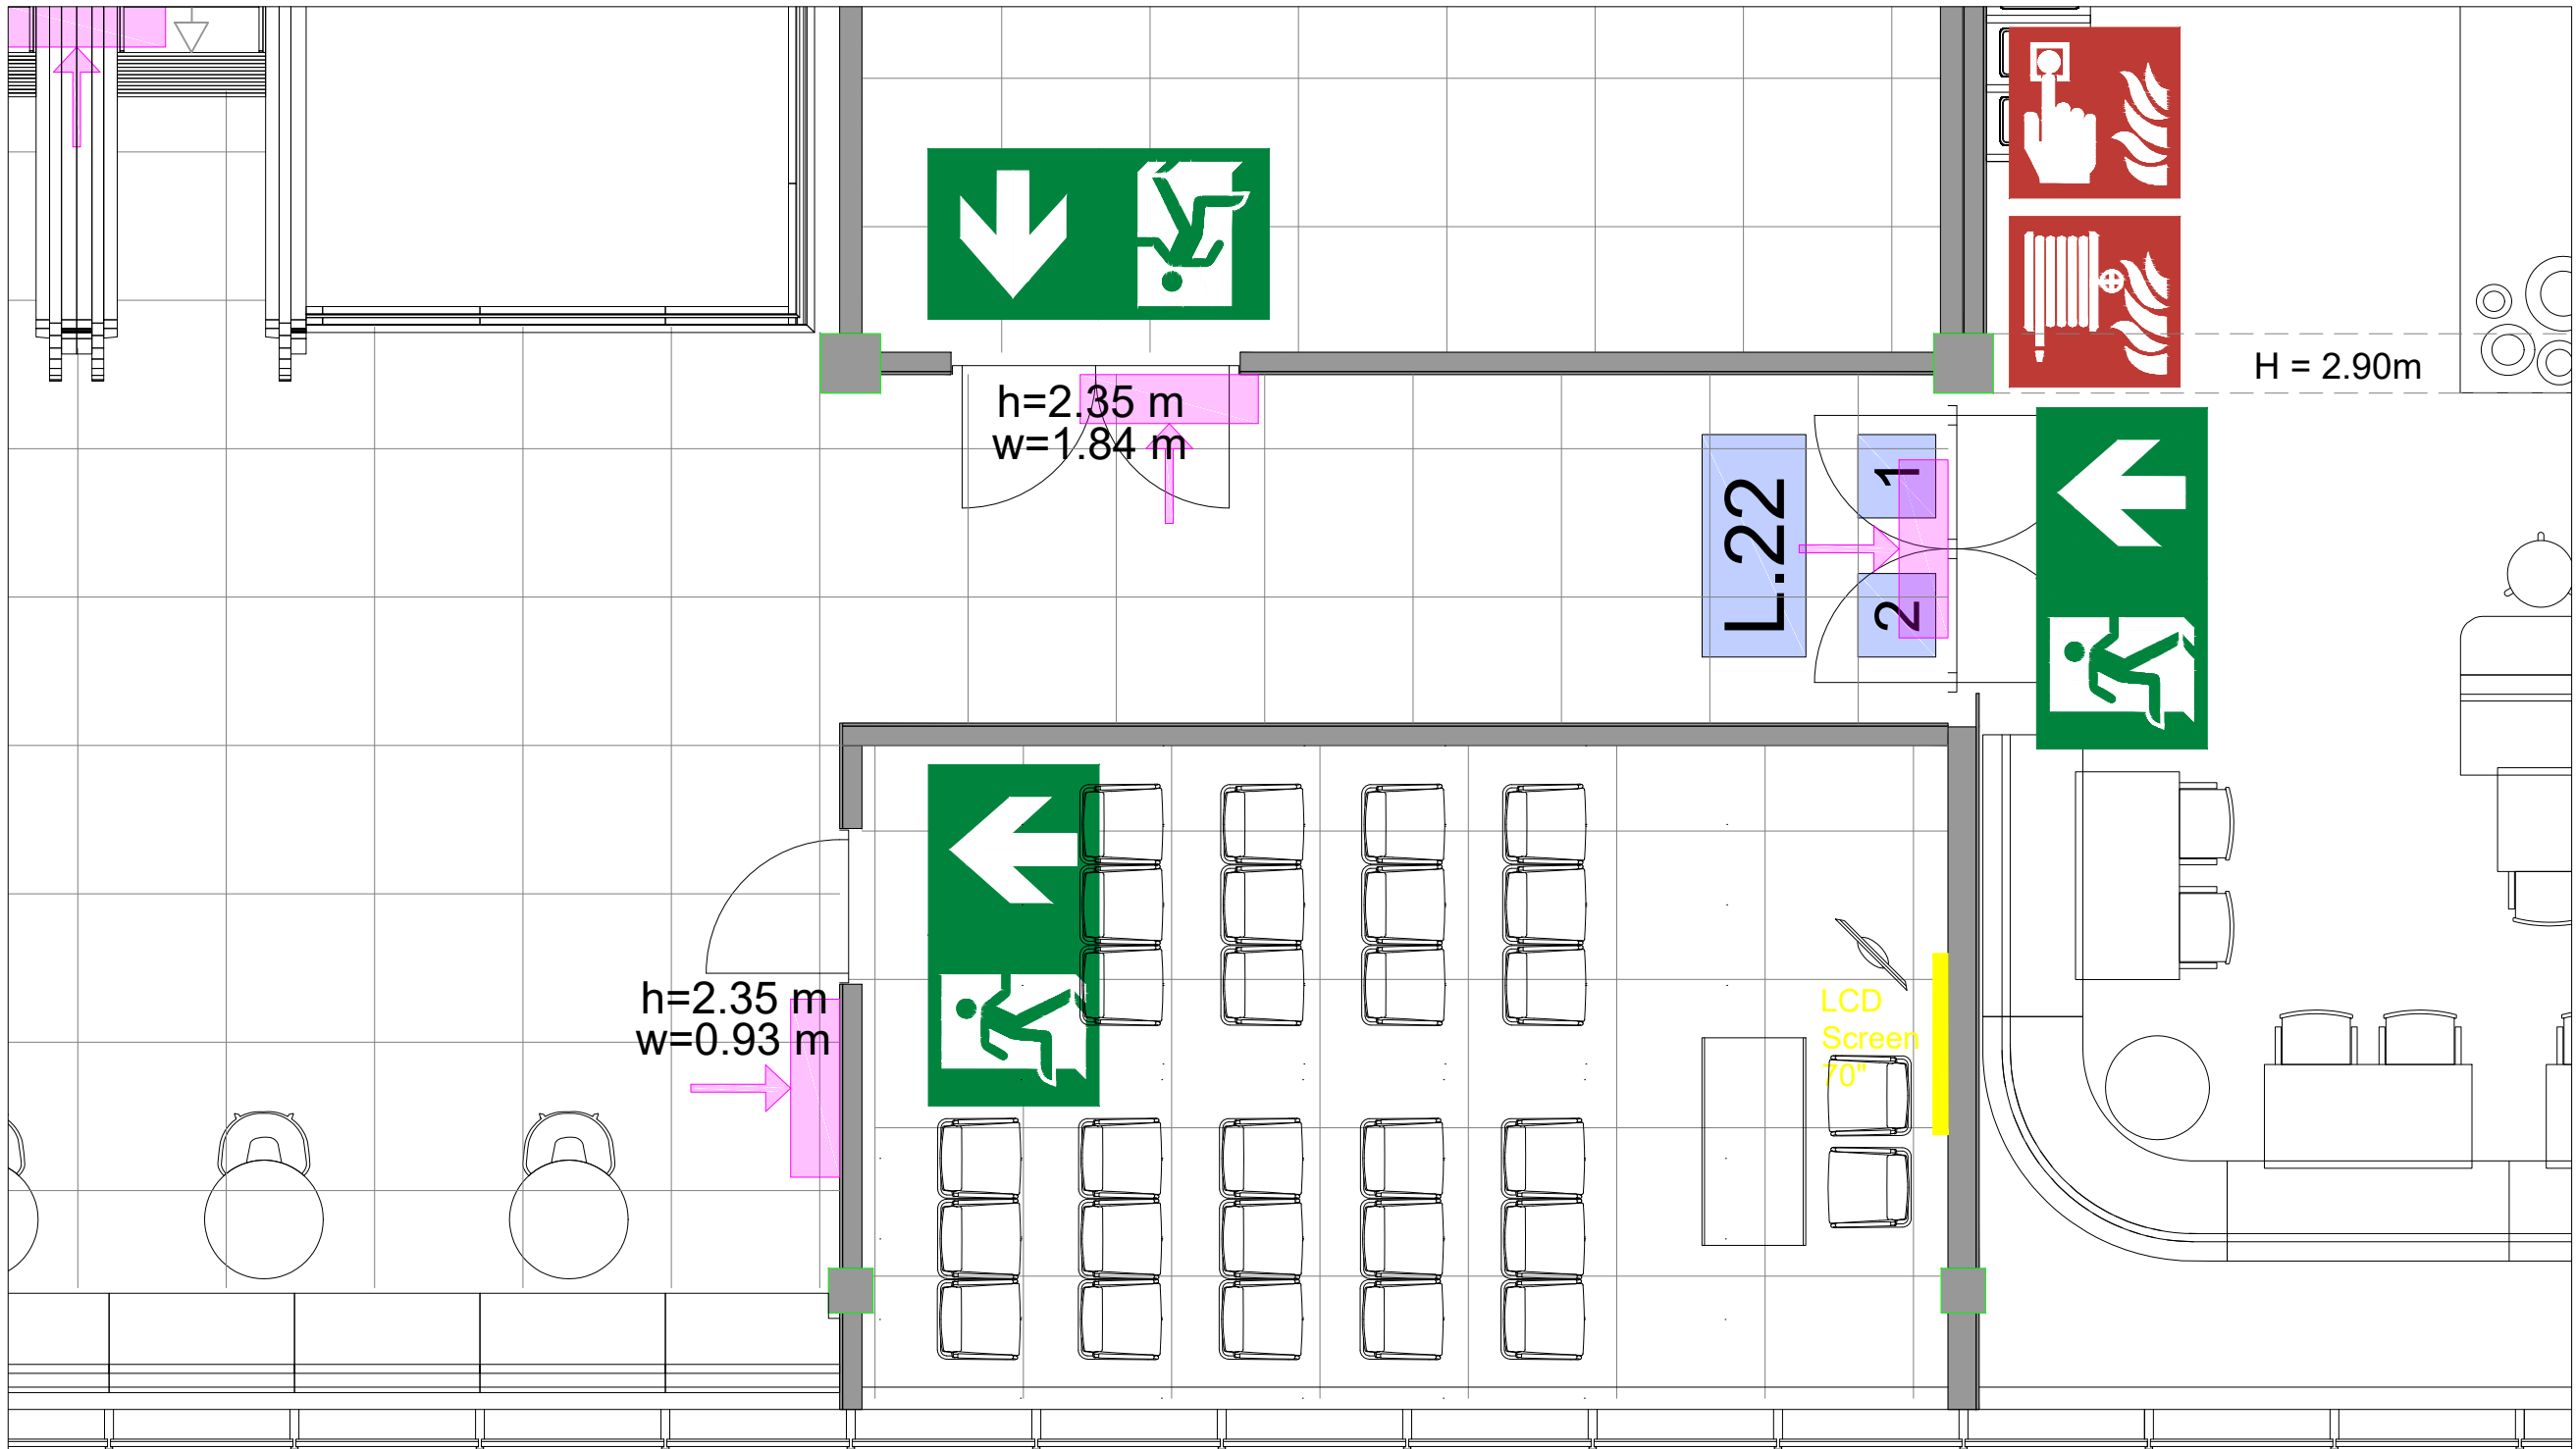 H = 2.90m
h=2.35 m
w=1.84 m
L.22
1
2
h=2.35 m
w=0.93 m
LCD
Screen
70"